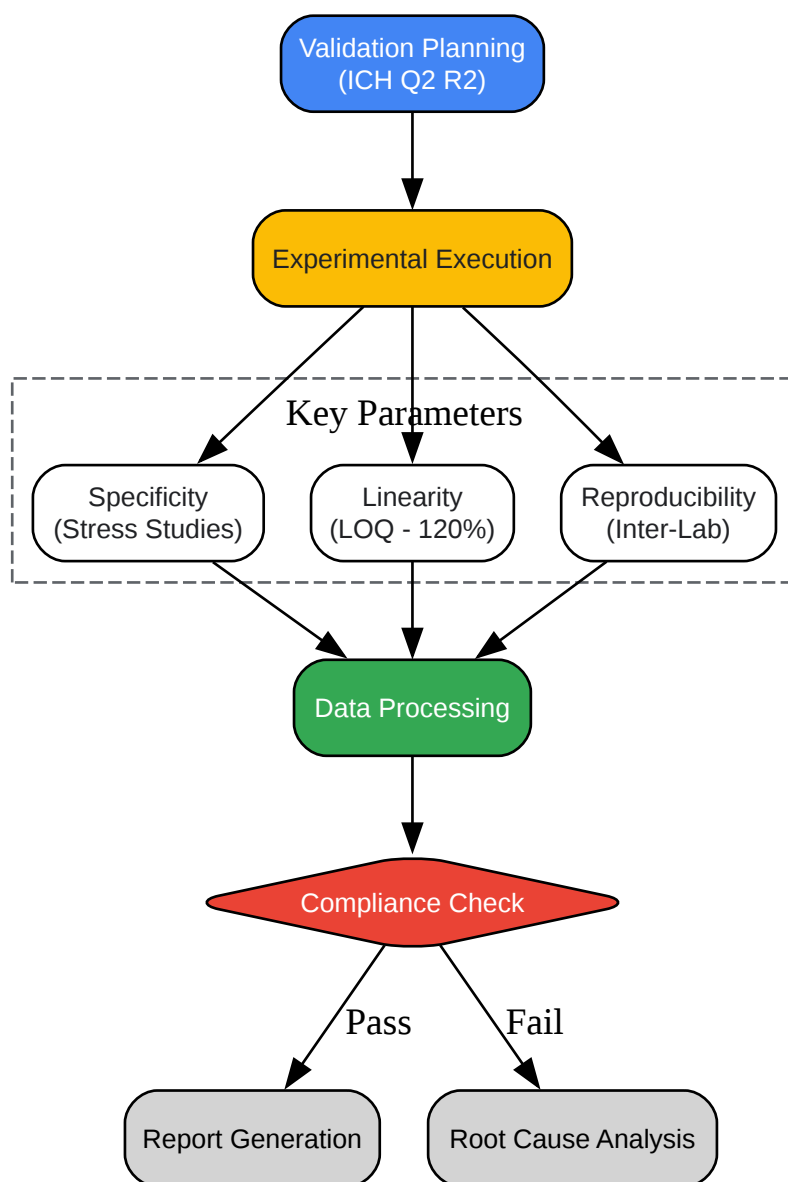 Validation Planning
(ICH Q2 R2)
Experimental Execution
Key Parameters
Specificity
(Stress Studies)
Linearity
(LOQ - 120%)
Reproducibility
(Inter-Lab)
Data Processing
Compliance Check
Pass
Fail
Report Generation
Root Cause Analysis